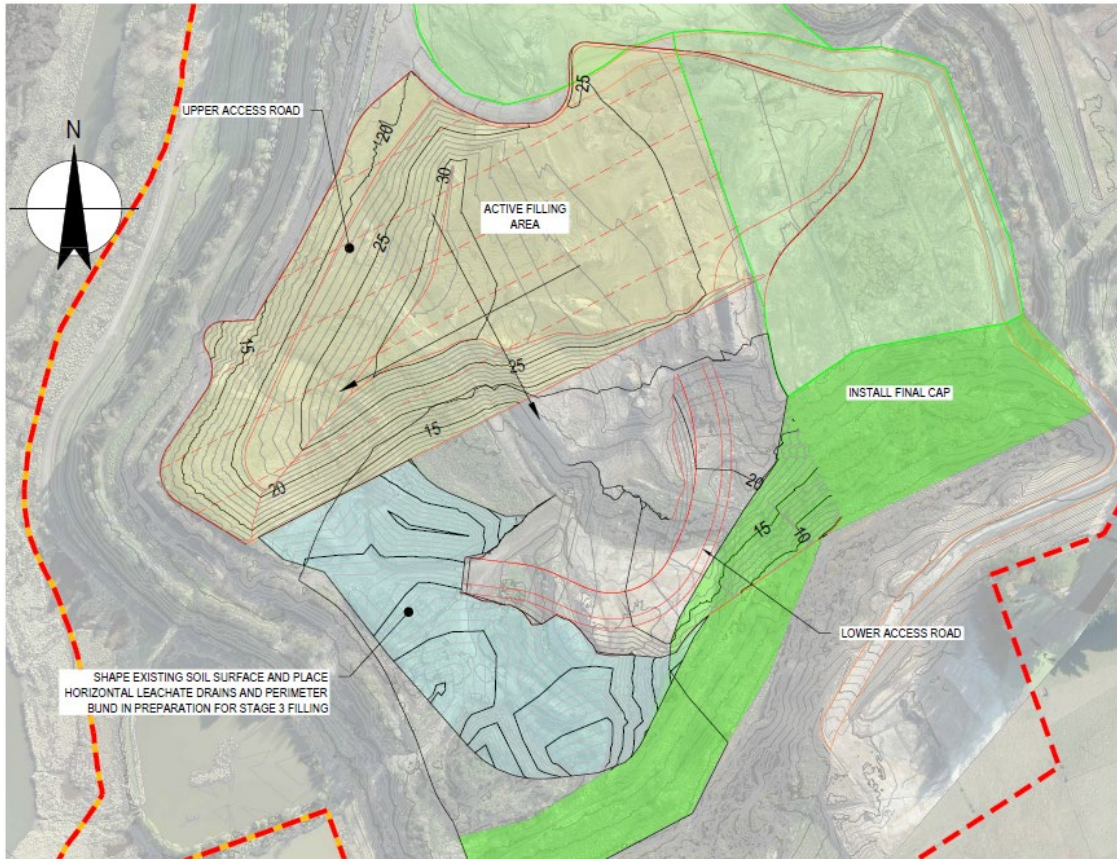 N
UPPER ACCESS ROAD
20
25
30
25
ACTIVE FILLING
AREA
15
25
15
20
INSTALL FINAL CAP
20
15
10
LOWER ACCESS ROAD
SHAPE EXISTING SOIL SURFACE AND PLACE
HORIZONTAL LEACHATE DRAINS AND PERIMETER
BUND IN PREPARATION FOR STAGE 3 FILLING